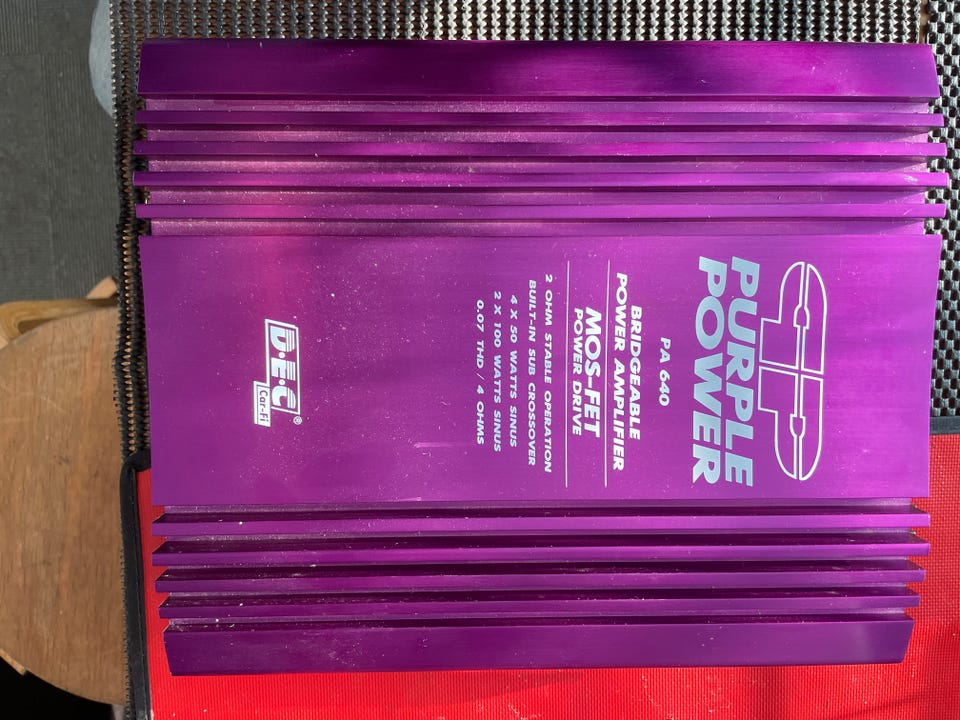 PURPLE
POWER
PA 640
BRIDGEABLE
POWER AMPLIFIER
MOS-FET
POWER DRIVE
2 OHM STABLE OPERATION
BUILT-IN SUB CROSSOVER
4 X 50 WATTS SINUS
2 X 100 WATTS SINUS
0.07 THD / 4 OHMS
D·E·C®
Car-Fi